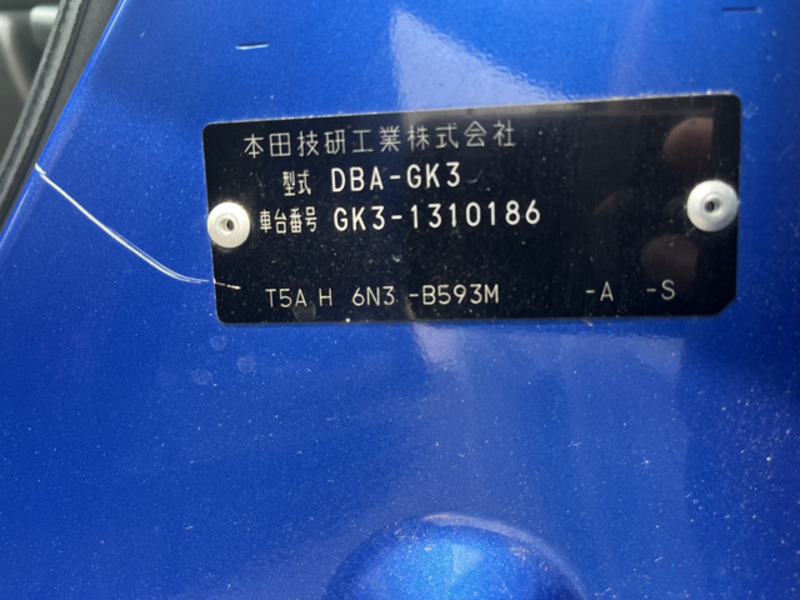 本田技研工業株式会社
型式 DBA-GK3
車台番号 GK3-1310186
T5A H 6N3 -B593M -A -S